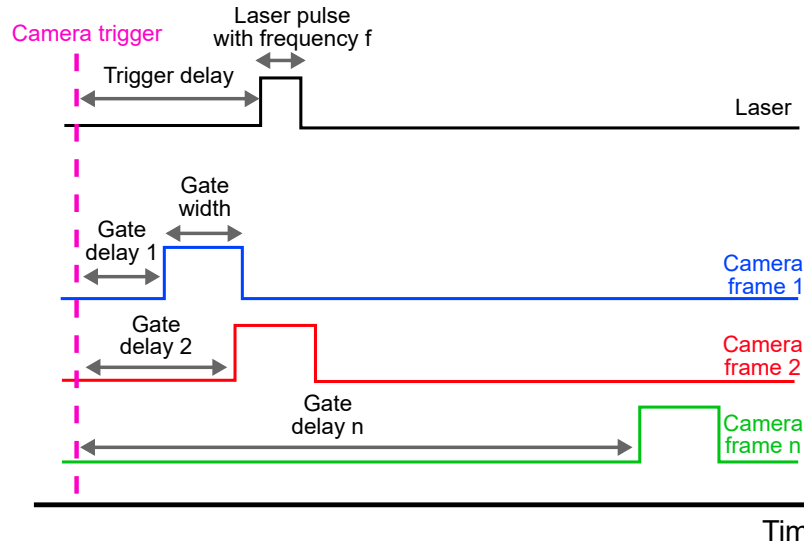 Camera trigger
Laser pulse
with frequency f
Trigger delay
Laser
Gate
width
Gate
delay 1
Camera
frame 1
Gate
delay 2
Camera
frame 2
Gate
delay n
Camera
frame n
Tim